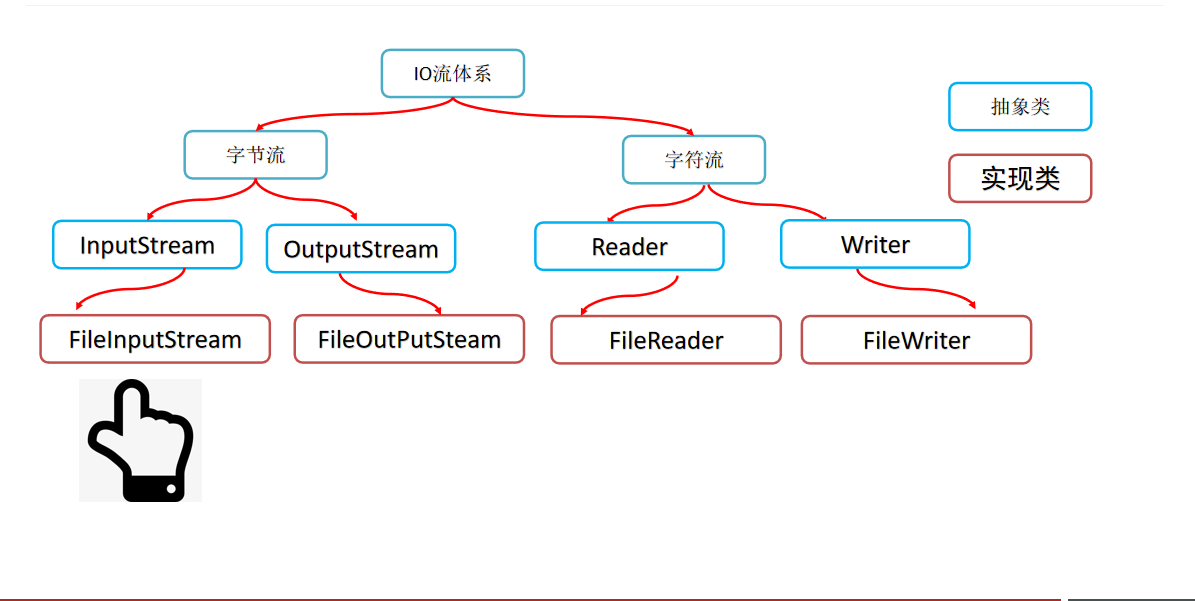 IO流体系
抽象类
字节流
字符流
实现类
InputStream
OutputStream
Reader
Writer
FileInputStream
FileOutPutSteam
FileReader
FileWriter